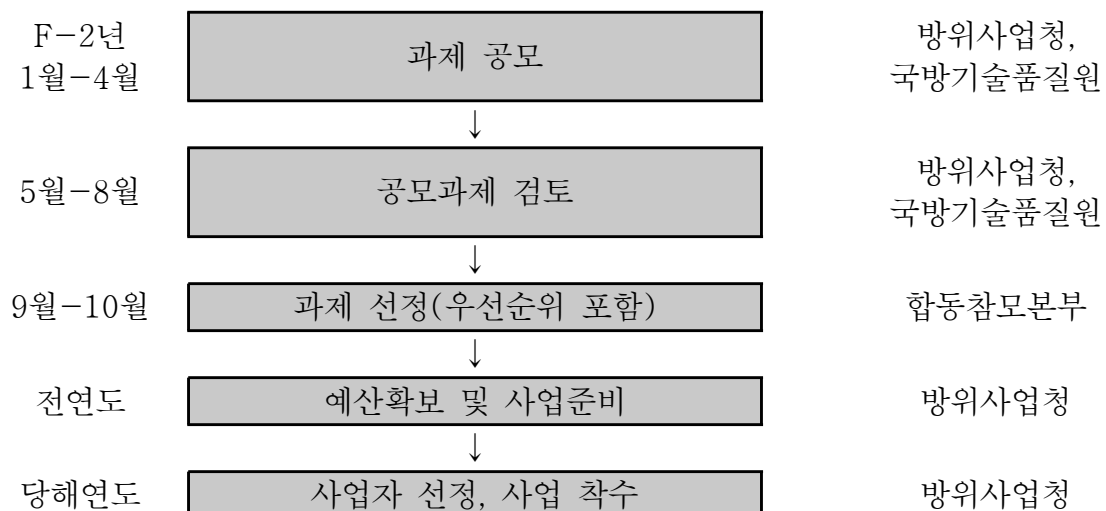 F-2년
1월-4월
과제 공모
방위사업청,
국방기술품질원
↓
5월-8월
공모과제 검토
방위사업청,
국방기술품질원
↓
9월-10월
과제 선정(우선순위 포함)
합동참모본부
↓
전연도
예산확보 및 사업준비
방위사업청
↓
당해연도
사업자 선정, 사업 착수
방위사업청